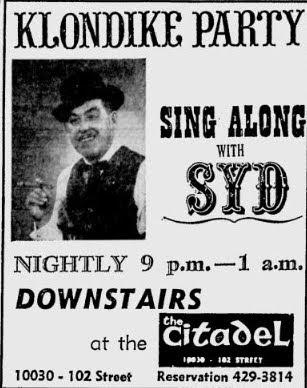 KLONDIKE PARTY
SING ALONG
WITH
SYD
NIGHTLY 9 p.m.—1 a.m.
DOWNSTAIRS
at the
the
citadel
10030 - 102 STREET
10030 - 102 Street
Reservation 429-3814